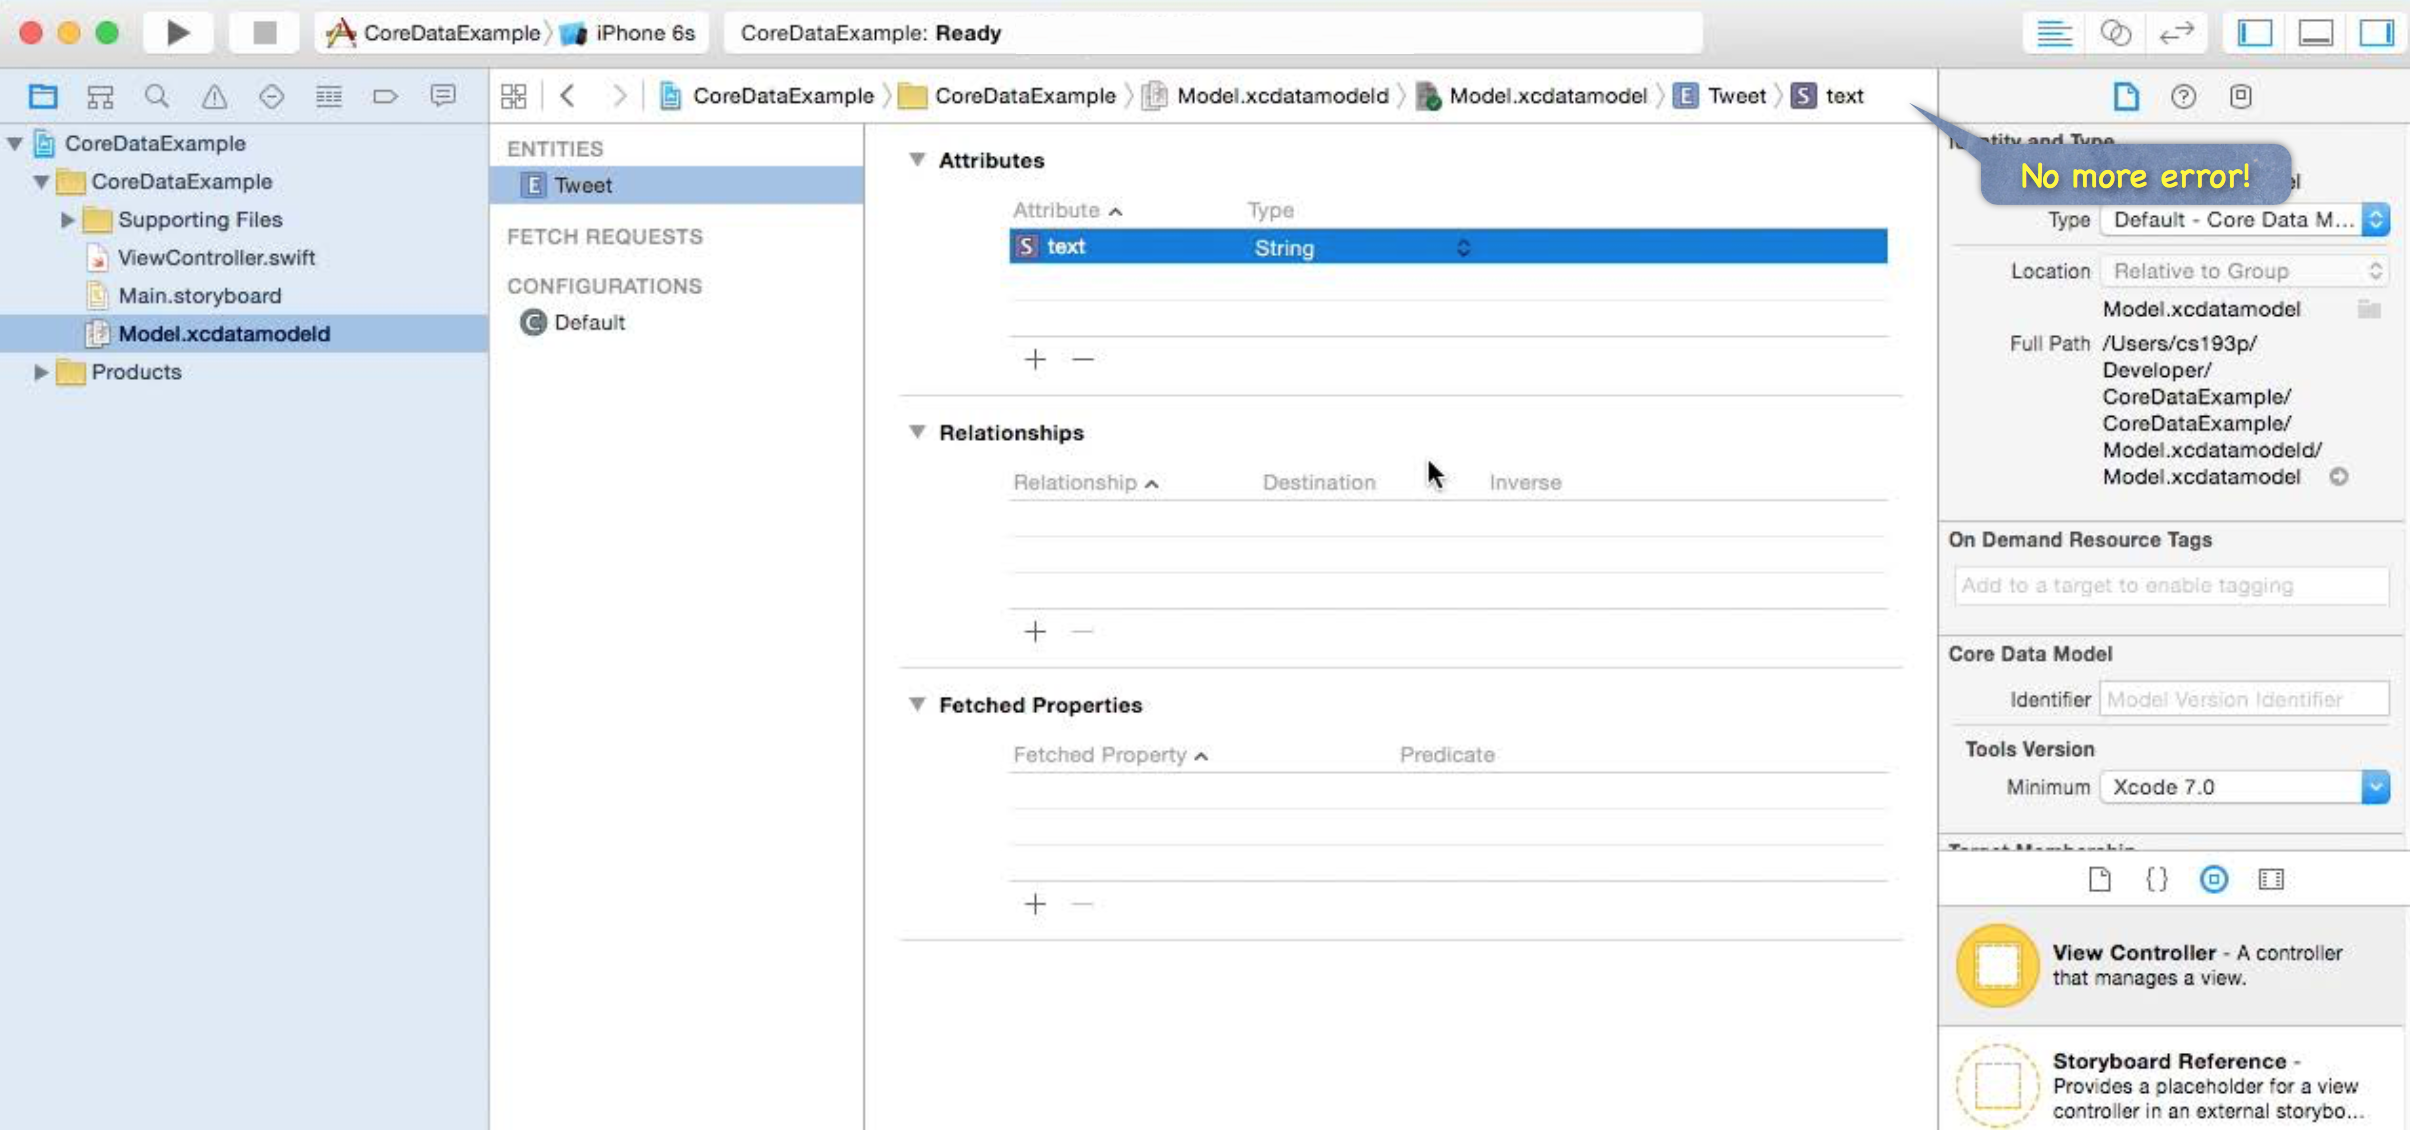 CoreDataExample
iPhone 6s
CoreDataExample: Ready
CoreDataExample
CoreDataExample
Model.xcdatamodeld
Model.xcdatamodel
E Tweet
S text
CoreDataExample
CoreDataExample
Supporting Files
ViewController.swift
Main.storyboard
Model.xcdatamodeld
Products
ENTITIES
E Tweet
FETCH REQUESTS
CONFIGURATIONS
C Default
Attributes
Attribute Type
S text String
+ −
Relationships
Relationship Destination Inverse
+ −
Fetched Properties
Fetched Property Predicate
+ −
Identity and Type
No more error!
Type Default - Core Data M...
Location Relative to Group
Model.xcdatamodel
Full Path /Users/cs193p/
Developer/
CoreDataExample/
CoreDataExample/
Model.xcdatamodeld/
Model.xcdatamodel
On Demand Resource Tags
Add to a target to enable tagging
Core Data Model
Identifier Model Version Identifier
Tools Version
Minimum Xcode 7.0
Target Membership
{}
View Controller - A controller
that manages a view.
Storyboard Reference -
Provides a placeholder for a view
controller in an external storybo...